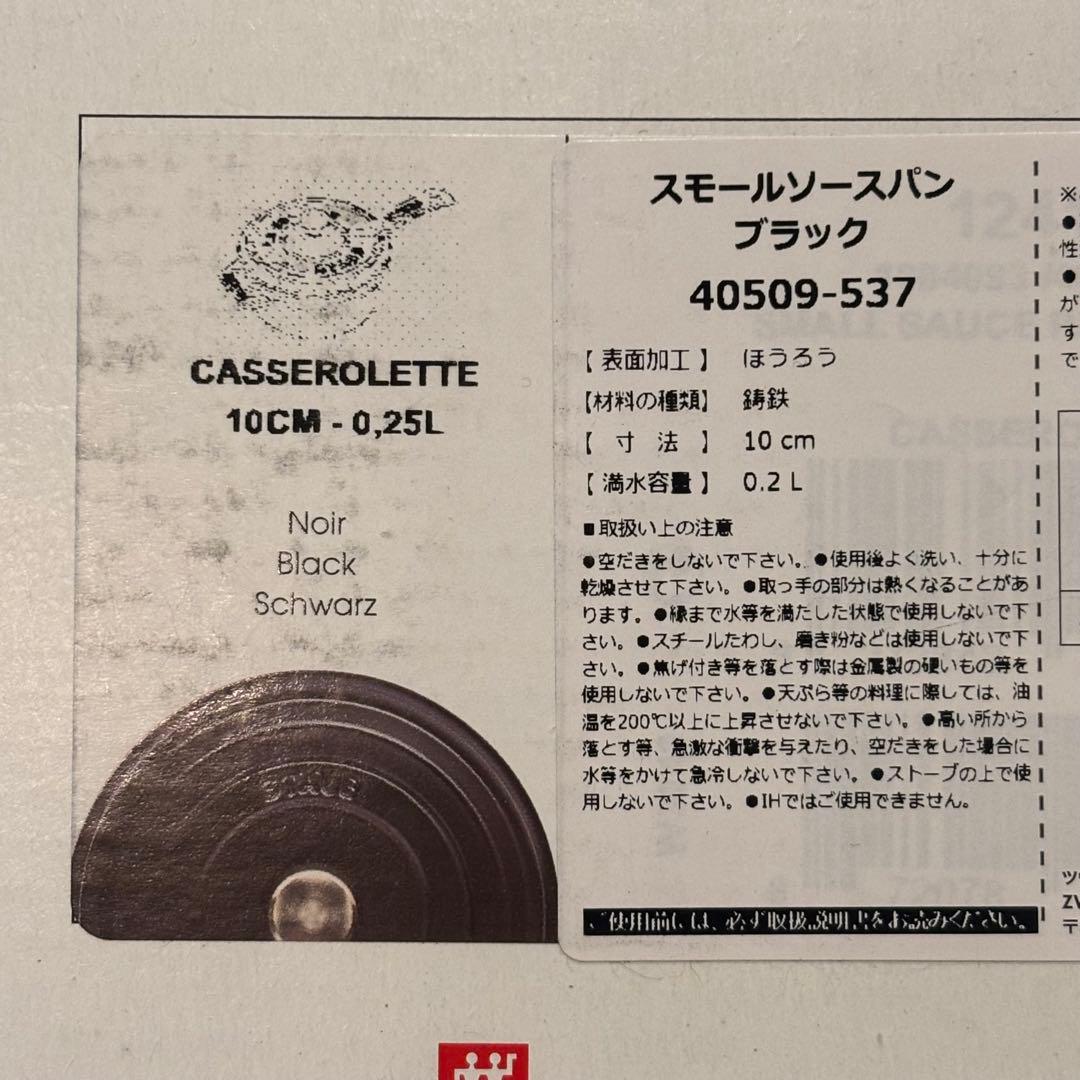 CASSEROLETTE
10CM - 0,25L
Noir
Black
Schwarz
STAUB
スモールソースパン
ブラック
40509-537
【 表面加工 】 ほうろう
【材料の種類】 鋳鉄
【 寸 法 】 10 cm
【 満水容量 】 0.2 L
■取扱い上の注意
●空だきをしないで下さい。●使用後よく洗い、十分に
乾燥させて下さい。●取っ手の部分は熱くなることがあ
ります。●縁まで水等を満たした状態で使用しないで下
さい。●スチールたわし、磨き粉などは使用しないで下
さい。●焦げ付き等を落とす際は金属製の硬いもの等を
使用しないで下さい。●天ぷら等の料理に際しては、油
温を200℃以上に上昇させないで下さい。●高い所から
落とす等、急激な衝撃を与えたり、空だきをした場合に
水等をかけて急冷しないで下さい。●ストーブの上で使
用しないで下さい。●IHではご使用できません。
ご使用前には、必ず取扱説明書をお読みください。
※
●
性
●
が
す
で
ツ
〒